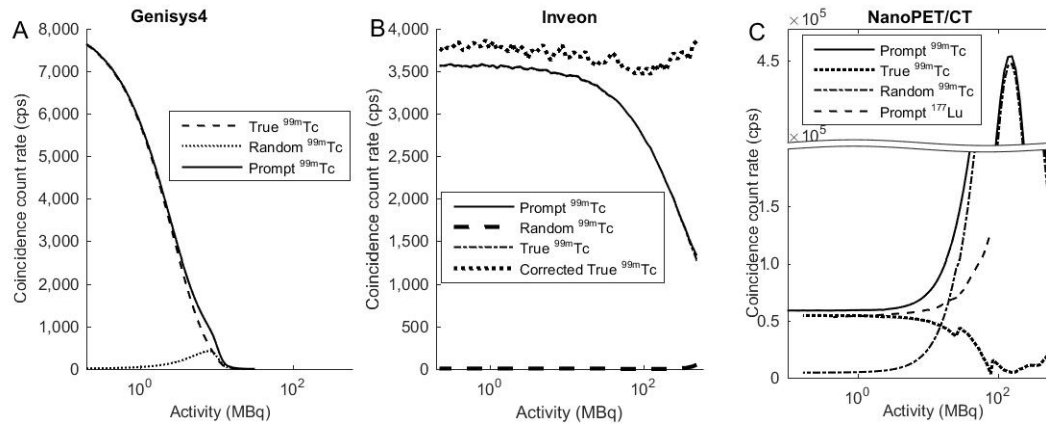 A
Genisys4
Coincidence count rate (cps)
8,000
7,000
6,000
5,000
4,000
3,000
2,000
1,000
0
True 99mTc
Random 99mTc
Prompt 99mTc
10^0
10^2
Activity (MBq)
B
Inveon
Coincidence count rate (cps)
4,000
3,500
3,000
2,500
2,000
1,500
1,000
500
0
Prompt 99mTc
Random 99mTc
True 99mTc
Corrected True 99mTc
10^0
10^2
Activity (MBq)
C
NanoPET/CT
× 10^5
Coincidence count rate (cps)
4.5
× 10^5
1.5
1.0
0.5
0
Prompt 99mTc
True 99mTc
Random 99mTc
Prompt 177Lu
10^0
10^2
Activity (MBq)